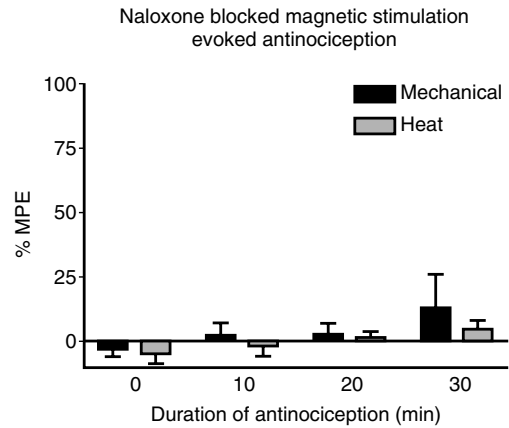 Naloxone blocked magnetic stimulation
evoked antinociception
100
75
50
25
0
% MPE
Mechanical
Heat
0 10 20 30
Duration of antinociception (min)